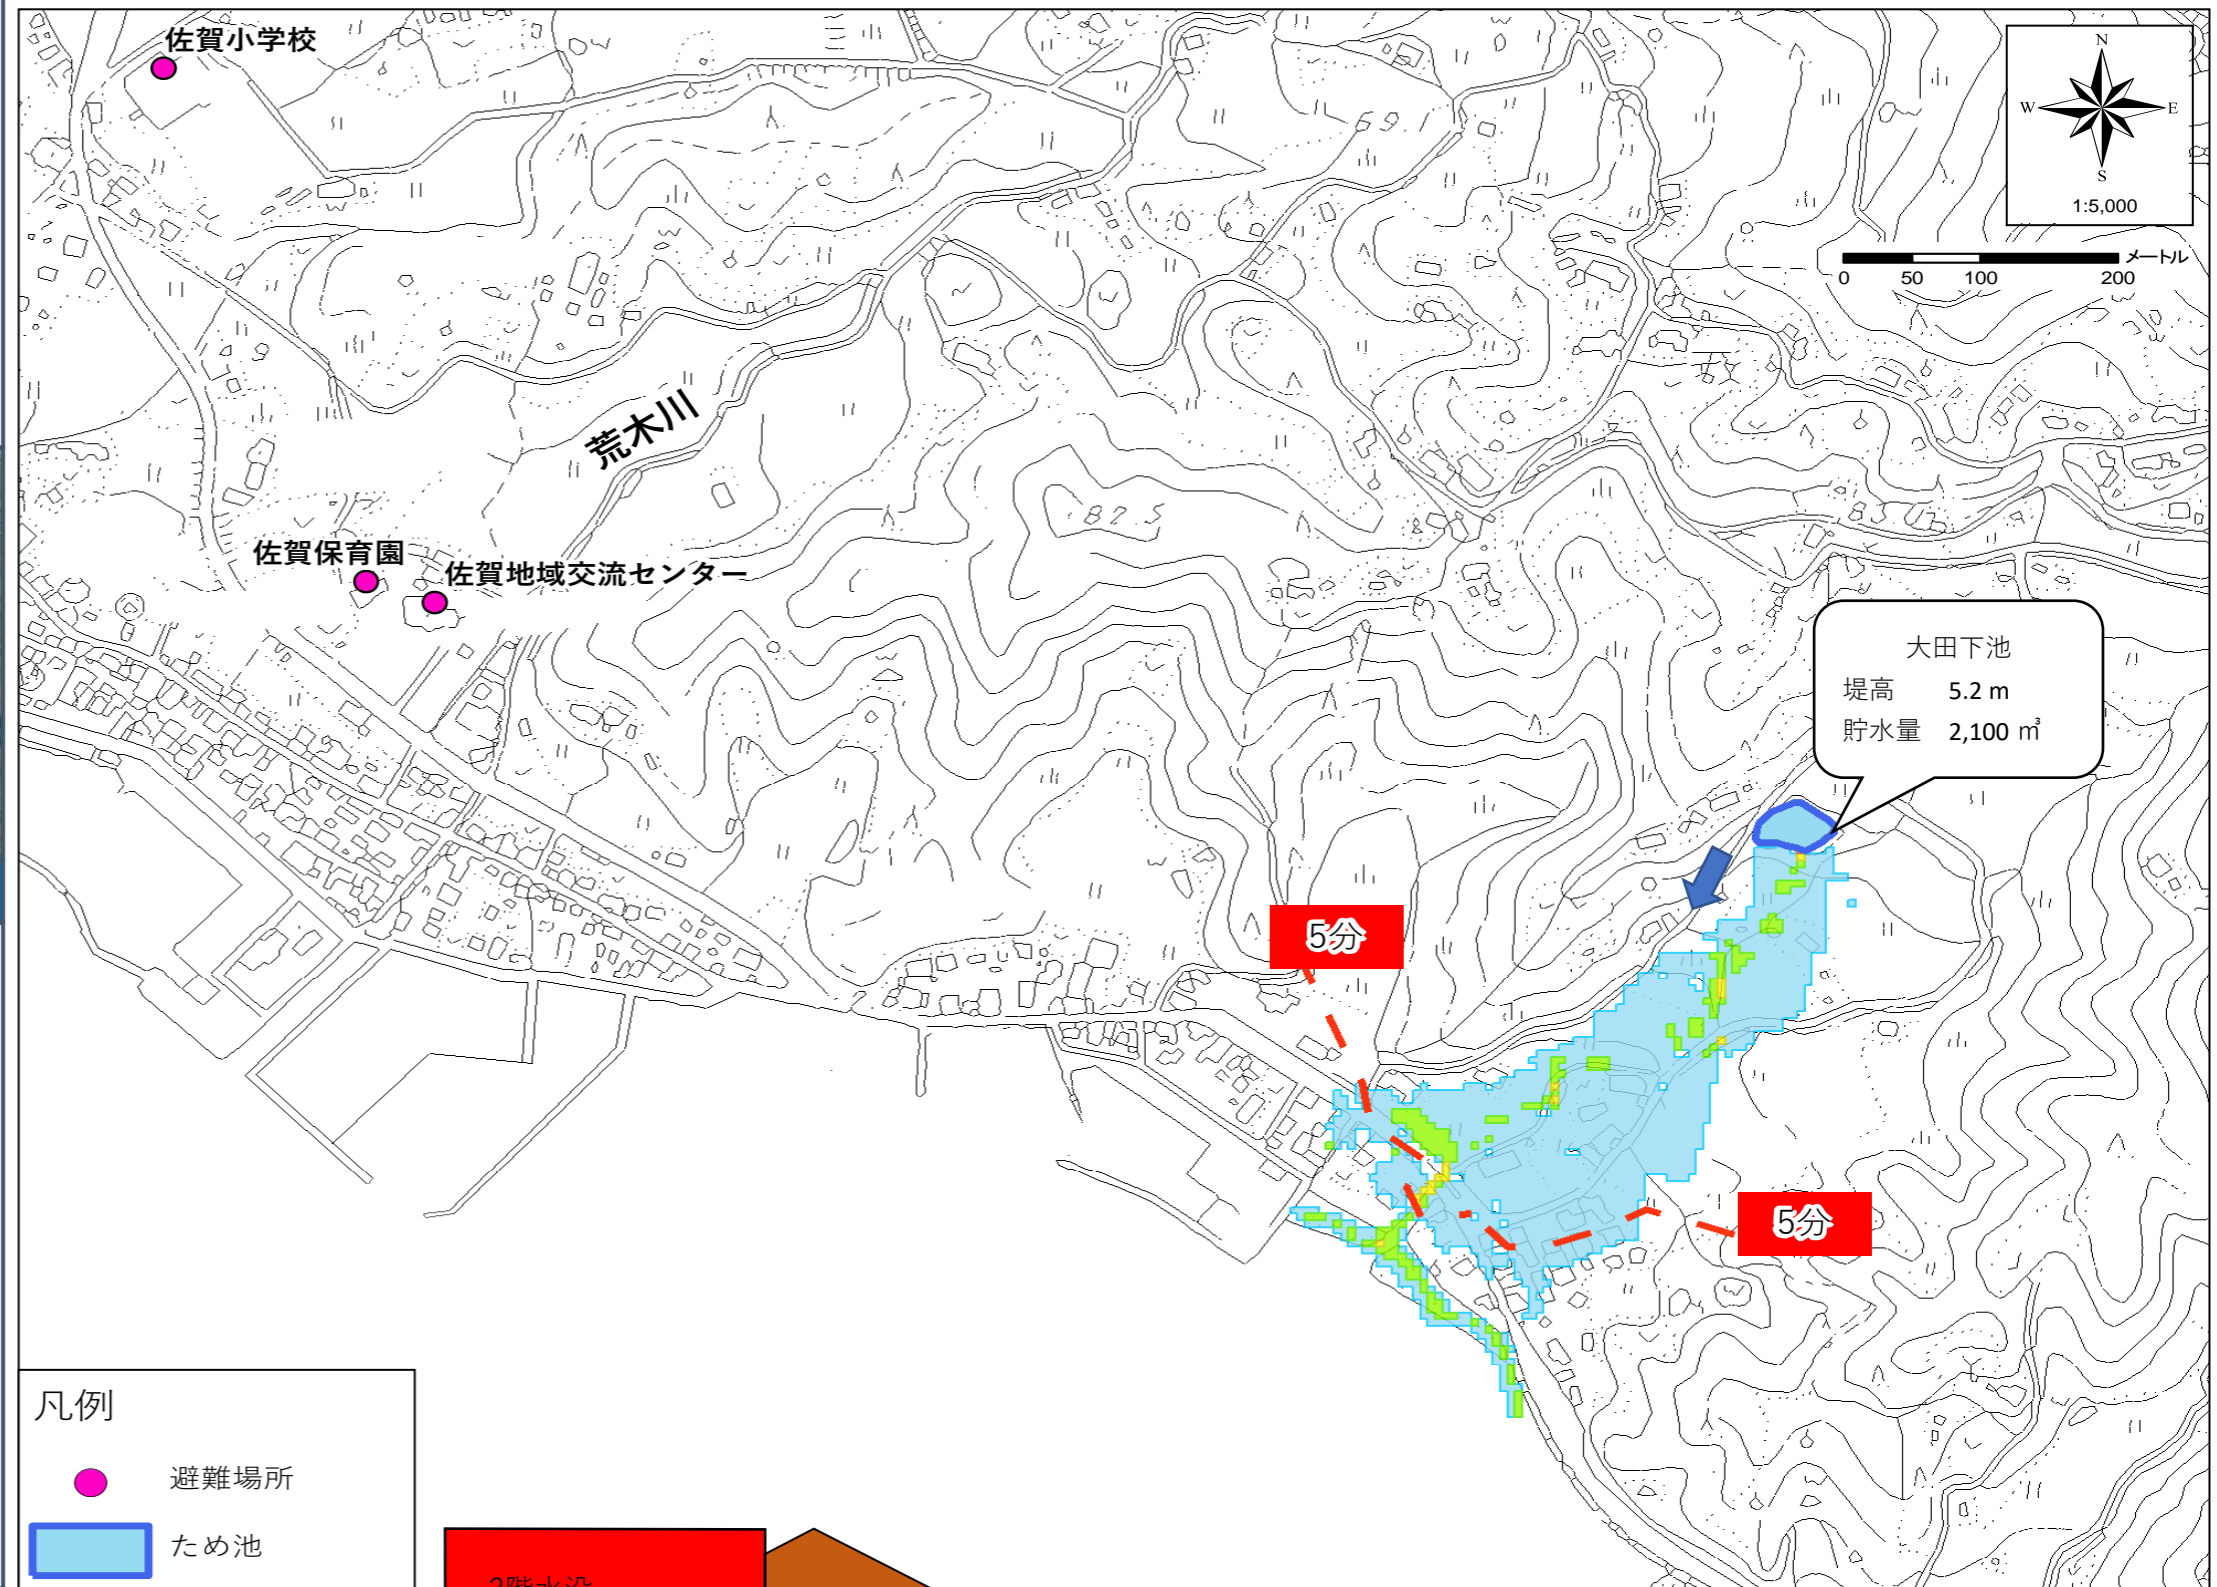 佐賀小学校
N
W
E
S
1:5,000
メートル
0 50 100 200
69.1
荒木川
82.5
83
佐賀保育園
佐賀地域交流センター
大田下池
堤高 5.2 m
貯水量 2,100 ㎥
5分
5分
凡例
避難場所
ため池